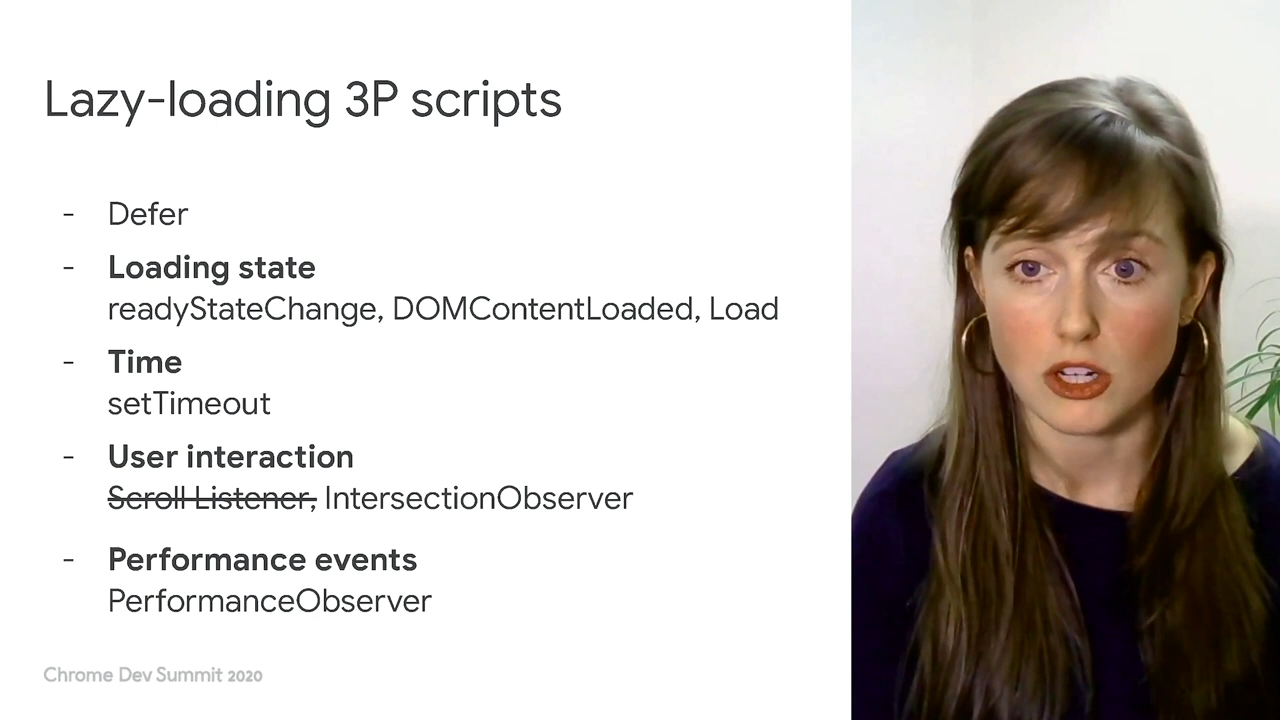 Lazy-loading 3P scripts
- Defer
- Loading state
readyStateChange, DOMContentLoaded, Load
- Time
setTimeout
- User interaction
Scroll Listener, IntersectionObserver
- Performance events
PerformanceObserver
Chrome Dev Summit 2020